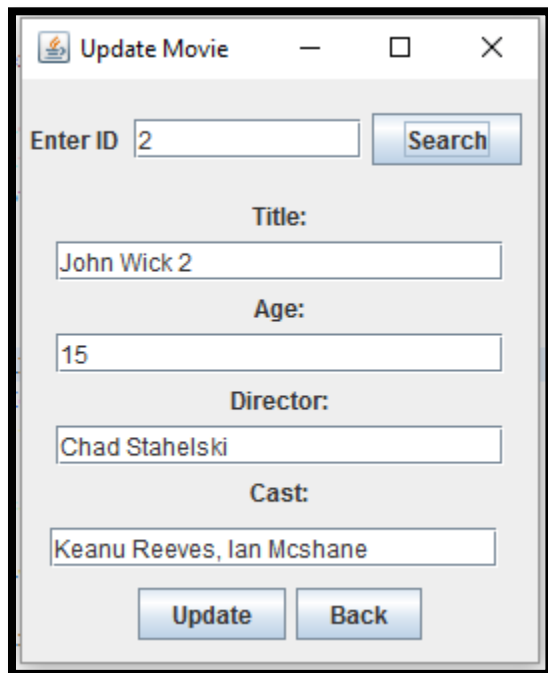 Update Movie
Enter ID 2 Search
Title:
John Wick 2
Age:
15
Director:
Chad Stahelski
Cast:
Keanu Reeves, Ian Mcshane
Update Back